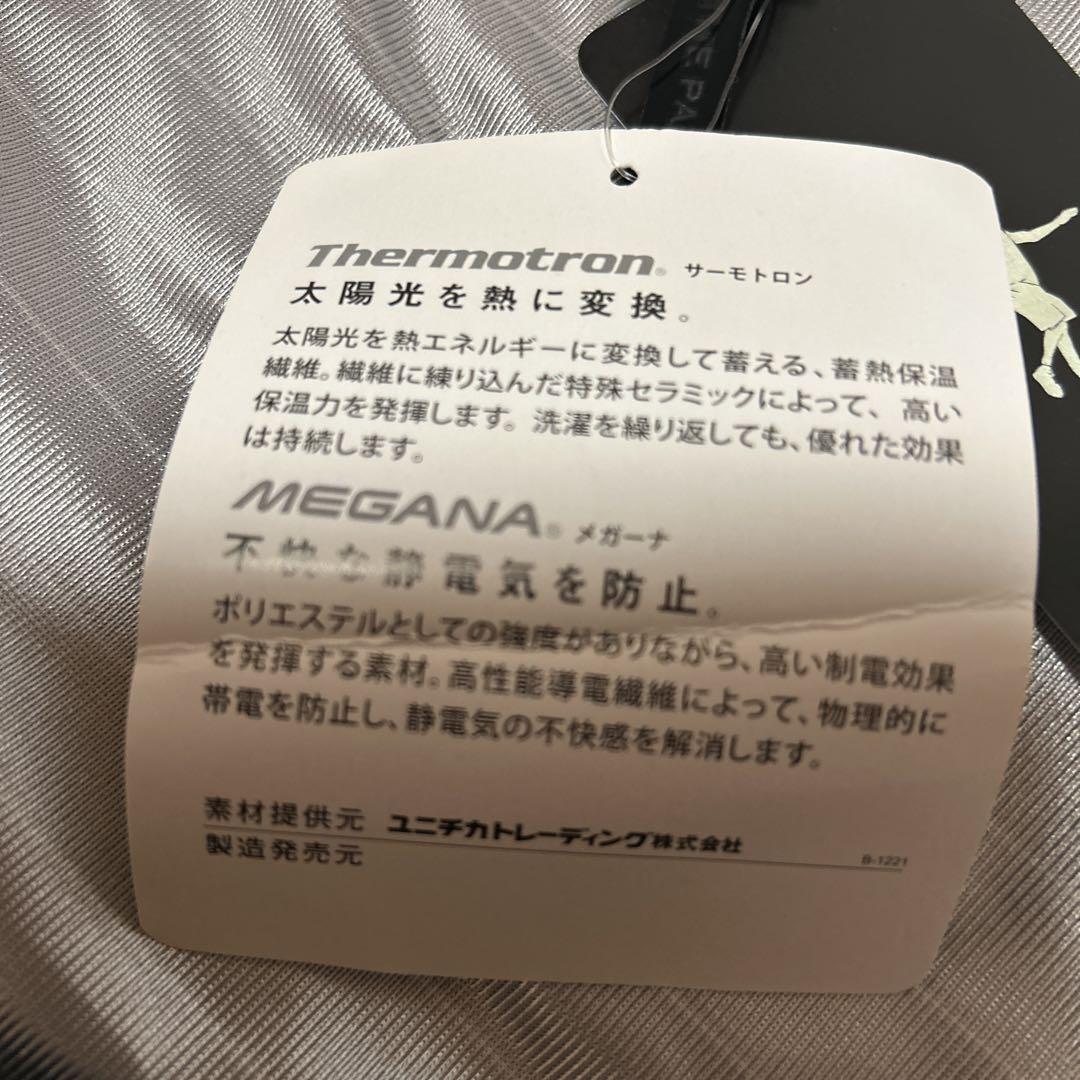 Thermotron® サーモトロン
太陽光を熱に変換。
太陽光を熱エネルギーに変換して蓄える、蓄熱保温
繊維。繊維に練り込んだ特殊セラミックによって、高い
保温力を発揮します。洗濯を繰り返しても、優れた効果
は持続します。
MEGANA® メガーナ
不快な静電気を防止。
ポリエステルとしての強度がありながら、高い制電効果
を発揮する素材。高性能導電繊維によって、物理的に
帯電を防止し、静電気の不快感を解消します。
素材提供元 ユニチカトレーディング株式会社
製造発売元
B-1221